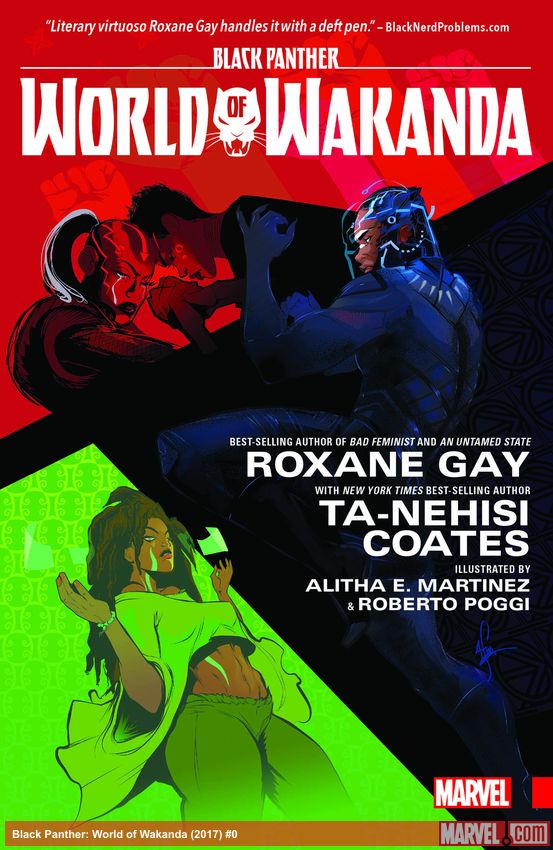 "Literary virtuoso Roxane Gay handles it with a deft pen." – BlackNerdProblems.com
BLACK PANTHER
WORLD OF WAKANDA
BEST-SELLING AUTHOR OF BAD FEMINIST AND AN UNTAMED STATE
ROXANE GAY
WITH NEW YORK TIMES BEST-SELLING AUTHOR
TA-NEHISI
COATES
ILLUSTRATED BY
ALITHA E. MARTINEZ
& ROBERTO POGGI
MARVEL
Black Panther: World of Wakanda (2017) #0
MARVEL.com